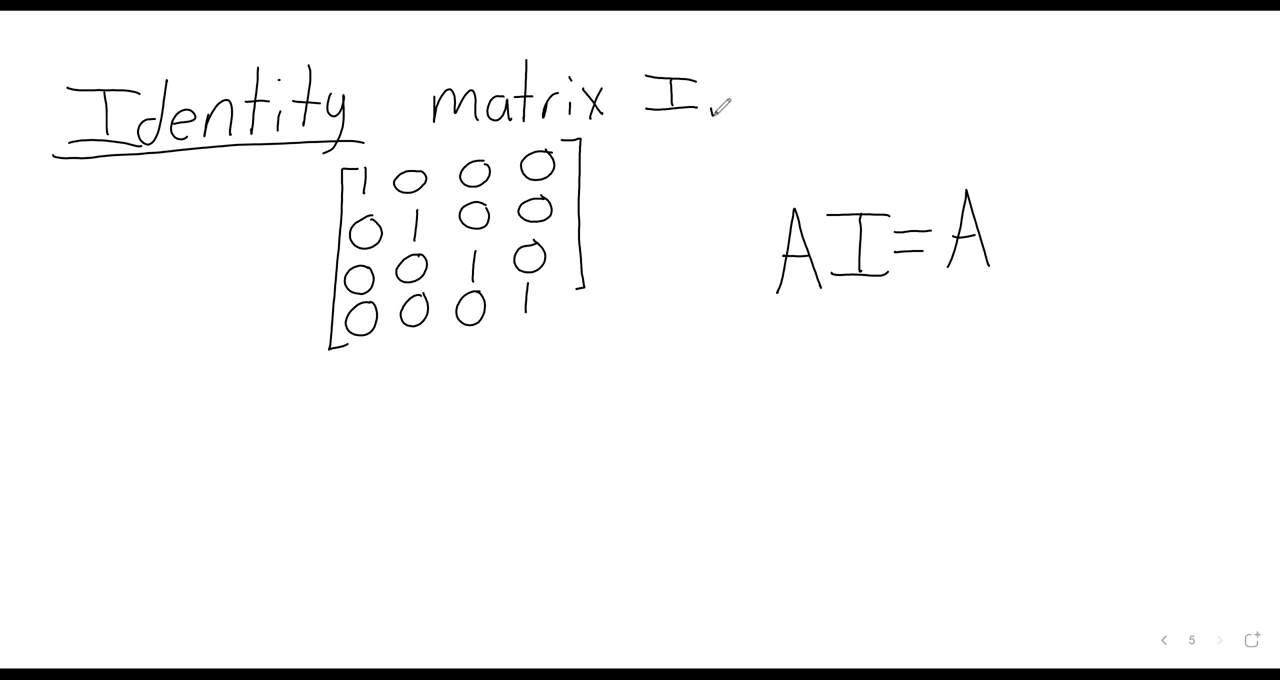 Identity matrix I
1 0 0 0
0 1 0 0
0 0 1 0
0 0 0 1
AI=A
5